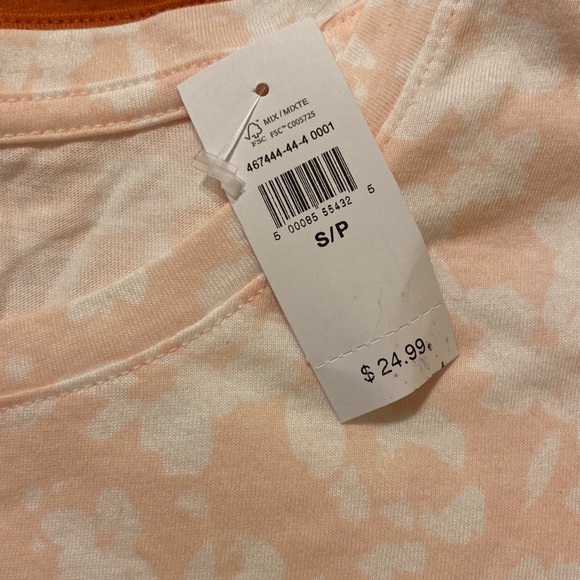 MIX / MIXTE
FSC FSC™ C005725
467444-44-4 0001
5 00085 55432 5
S/P
$ 24.99